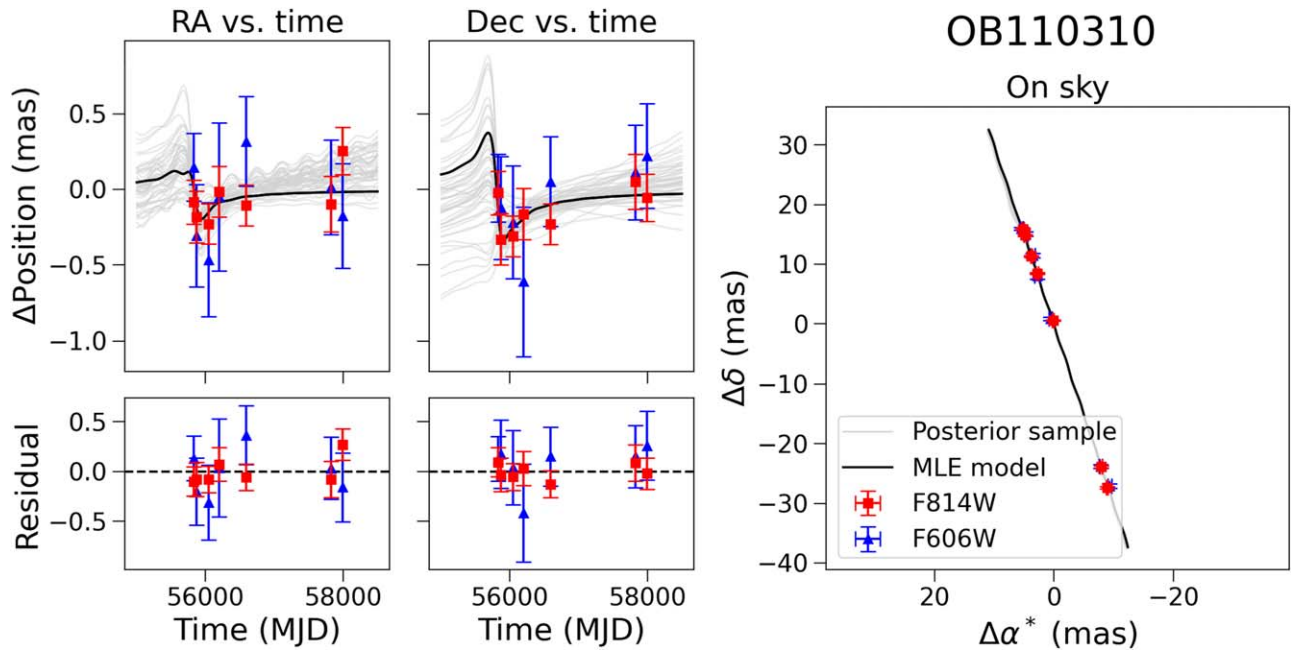 RA vs. time
Dec vs. time
OB110310
On sky
ΔPosition (mas)
0.5
0.0
−0.5
−1.0
Residual
0.5
0.0
−0.5
56000
58000
56000
58000
Time (MJD)
Time (MJD)
Δδ (mas)
30
20
10
0
−10
−20
−30
−40
Posterior sample
MLE model
F814W
F606W
20
0
−20
Δα* (mas)